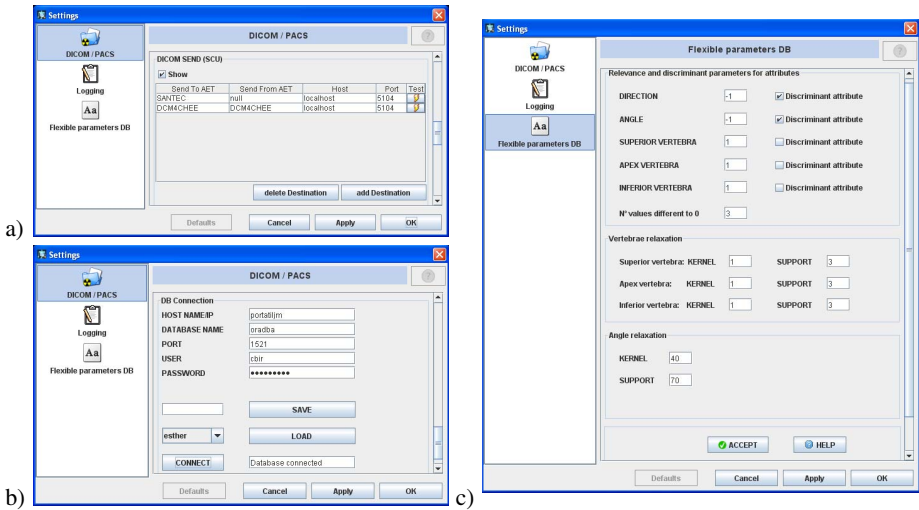 Settings
DICOM / PACS
Logging
Aa
Flexible parameters DB
DICOM / PACS
DICOM SEND (SCU)
Show
Send To AET Send From AET Host Port Test
SANTEC null localhost 5104
DCM4CHEE DCM4CHEE localhost 5104
delete Destination add Destination
Defaults Cancel Apply OK
a)
Settings
DICOM / PACS
Logging
Aa
Flexible parameters DB
DICOM / PACS
DB Connection
HOST NAME/IP portatiljm
DATABASE NAME oradba
PORT 1521
USER cbir
PASSWORD •••••••••
SAVE
esther LOAD
CONNECT Database connected
Defaults Cancel Apply OK
b)
Settings
DICOM / PACS
Logging
Aa
Flexible parameters DB
Flexible parameters DB
Relevance and discriminant parameters for attributes
DIRECTION -1 Discriminant attribute
ANGLE -1 Discriminant attribute
SUPERIOR VERTEBRA 1 Discriminant attribute
APEX VERTEBRA 1 Discriminant attribute
INFERIOR VERTEBRA 1 Discriminant attribute
Nº values different to 0 3
Vertebrae relaxation
Superior vertebra: KERNEL 1 SUPPORT 3
Apex vertebra: KERNEL 1 SUPPORT 3
Inferior vertebra: KERNEL 1 SUPPORT 3
Angle relaxation
KERNEL 40
SUPPORT 70
ACCEPT HELP
Defaults Cancel Apply OK
c)